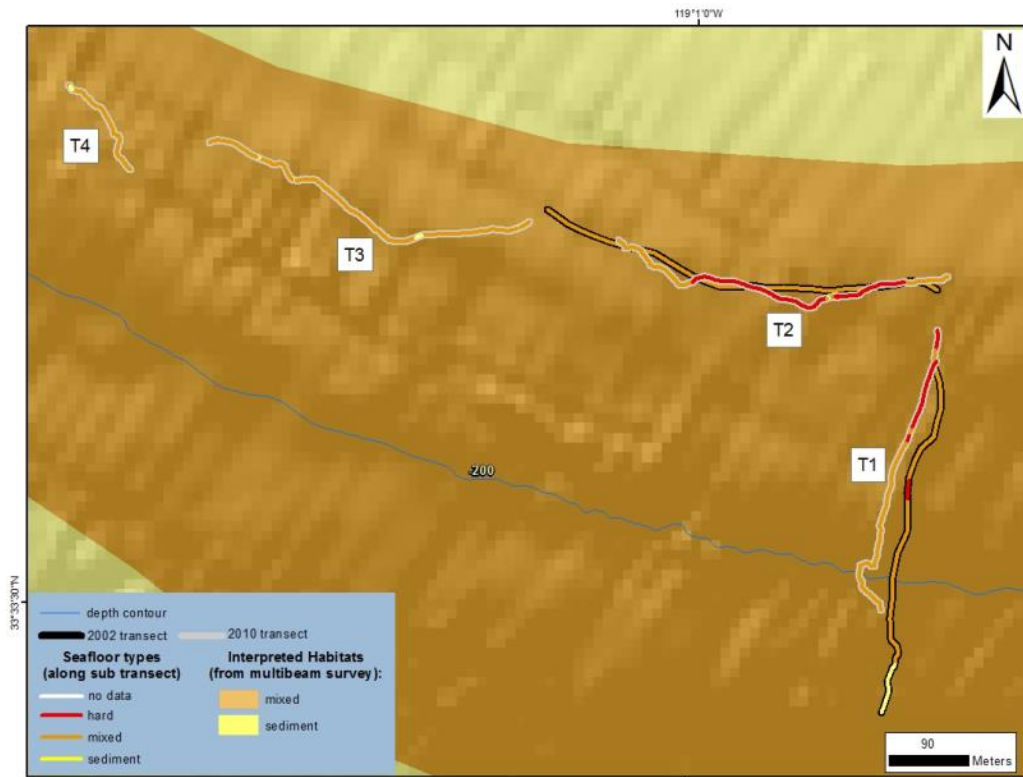 119°1'0"W
N
T4
T3
T2
T1
-200
33°33'30"N
depth contour
2002 transect
2010 transect
Seafloor types
(along sub transect)
no data
hard
mixed
sediment
Interpreted Habitats
(from multibeam survey):
mixed
sediment
90
Meters